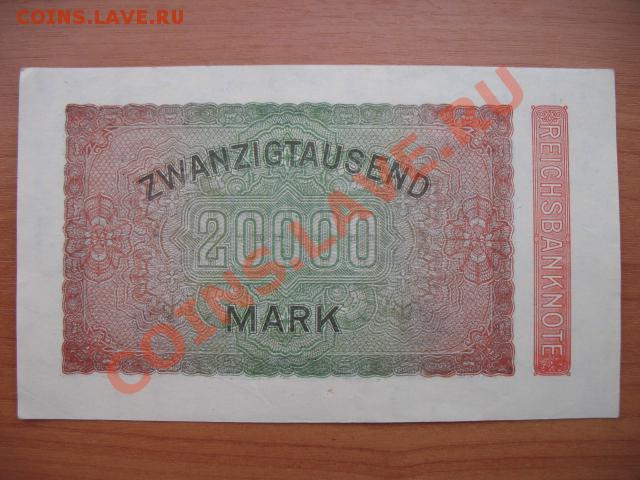 COINS.LAVE.RU
ZWANZIGTAUSEND
20000
MARK
REICHSBANKNOTE
COINS.LAVE.RU